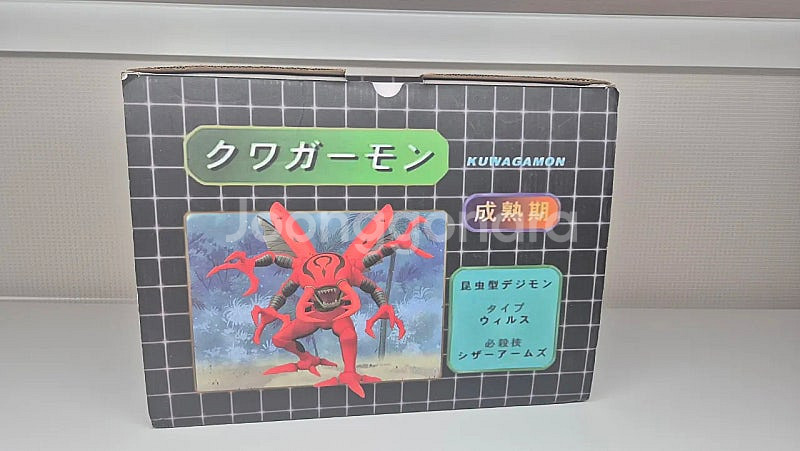 クワガーモン
KUWAGAMON
成熟期
Joonggonara
昆虫型デジモン
タイプ
ウィルス
必殺技
シザーアームズ